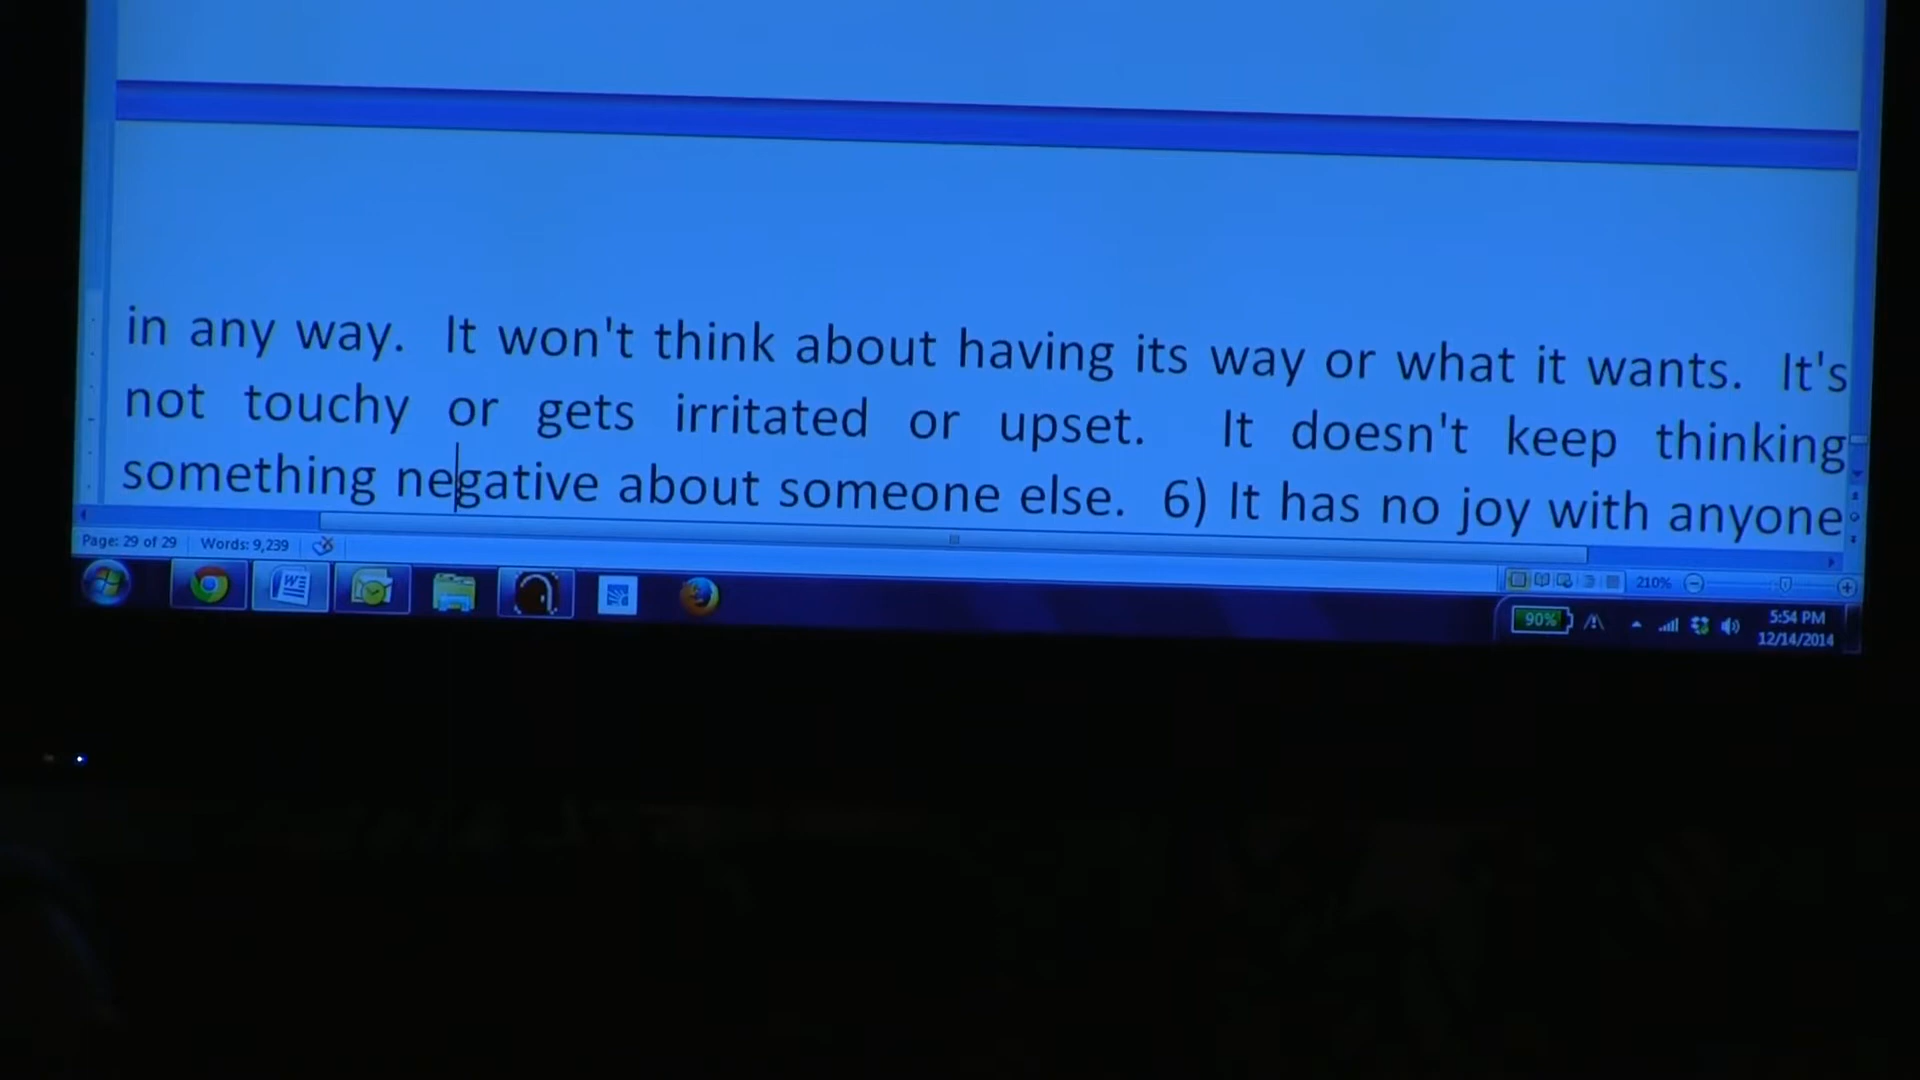 in any way.  It won't think about having its way or what it wants.  It's
not touchy or gets irritated or upset.  It doesn't keep thinking
something negative about someone else.  6) It has no joy with anyone
Page: 29 of 29 Words: 9,239
210%
90%
5:54 PM
12/14/2014